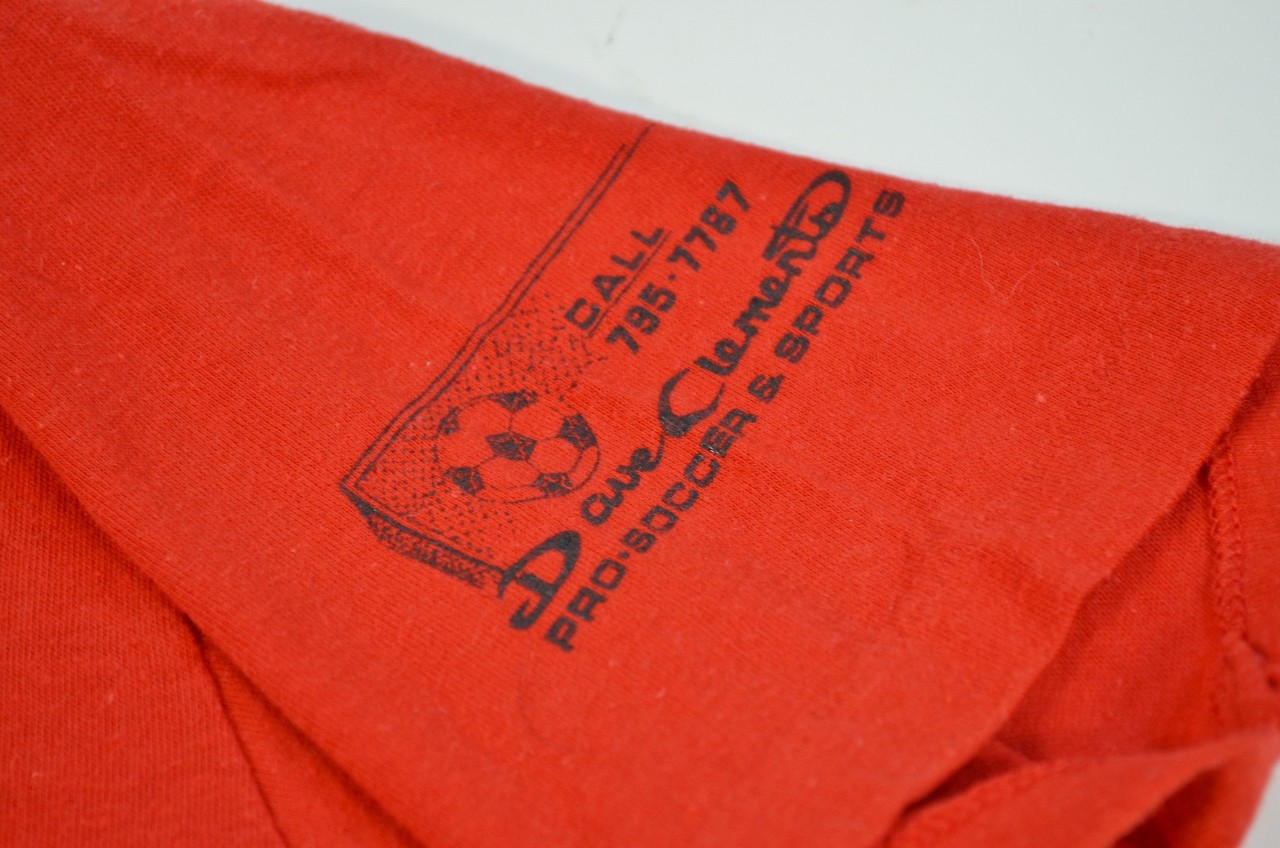 CALL
795·7787
Dave Clements
PRO·SOCCER & SPORTS